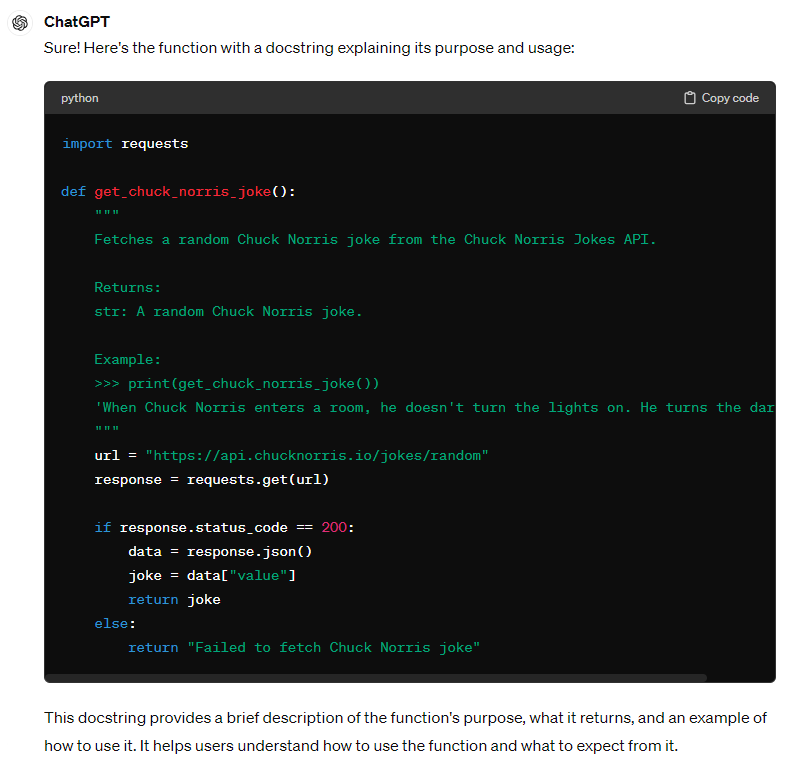 ChatGPT
Sure! Here's the function with a docstring explaining its purpose and usage:
python
Copy code
import requests
def get_chuck_norris_joke():
"""
Fetches a random Chuck Norris joke from the Chuck Norris Jokes API.
Returns:
str: A random Chuck Norris joke.
Example:
>>> print(get_chuck_norris_joke())
'When Chuck Norris enters a room, he doesn't turn the lights on. He turns the dar
"""
url = "https://api.chucknorris.io/jokes/random"
response = requests.get(url)
if response.status_code == 200:
data = response.json()
joke = data["value"]
return joke
else:
return "Failed to fetch Chuck Norris joke"
This docstring provides a brief description of the function's purpose, what it returns, and an example of
how to use it. It helps users understand how to use the function and what to expect from it.